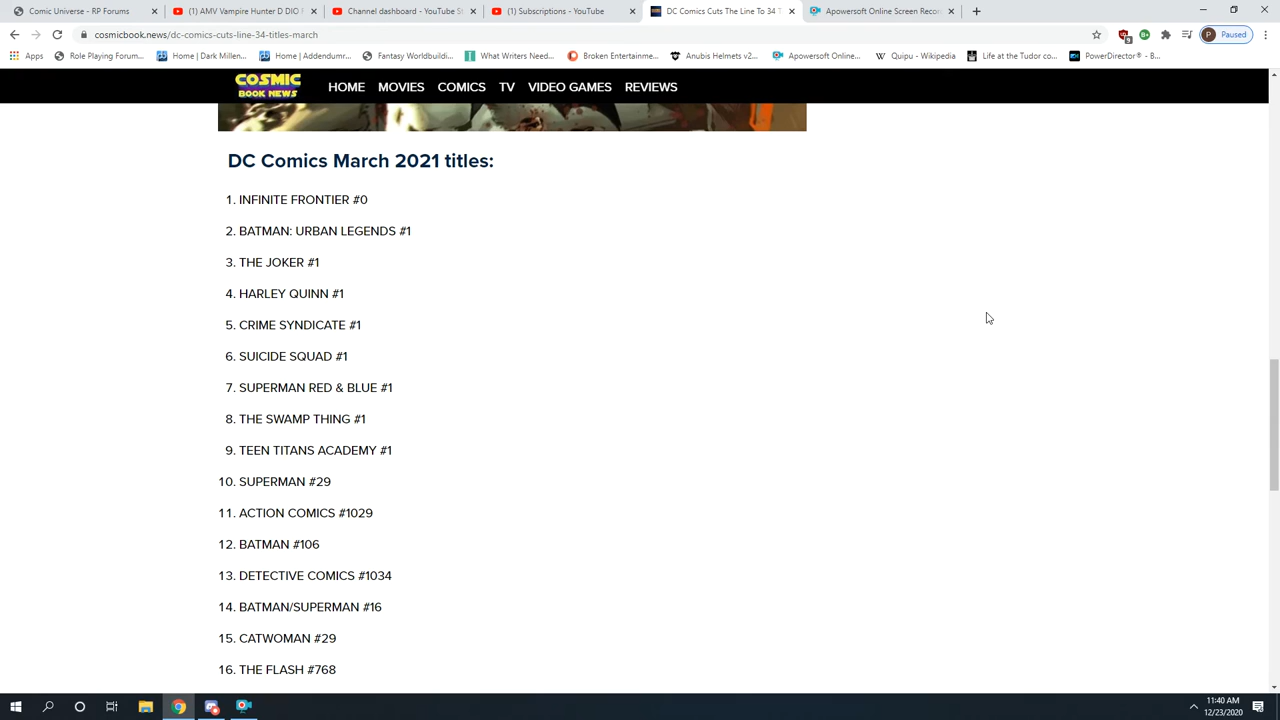 Comic Universe - RP Forums
(1) AMV Vampire Hunter D DIO F
Channel dashboard - YouTube St
(1) Subscriptions - YouTube
DC Comics Cuts The Line To 34 T
Apowersoft Online Screen Recor
cosmicbook.news/dc-comics-cuts-line-34-titles-march
P Paused
Apps
Role Playing Forum...
Home | Dark Millen...
Home | Addendumr...
Fantasy Worldbuildi...
What Writers Need...
Broken Entertainme...
Anubis Helmets v2...
Apowersoft Online...
Quipu - Wikipedia
Life at the Tudor co...
PowerDirector® - B...
COSMIC
BOOK NEWS
HOME MOVIES COMICS TV VIDEO GAMES REVIEWS
DC Comics March 2021 titles:
1. INFINITE FRONTIER #0
2. BATMAN: URBAN LEGENDS #1
3. THE JOKER #1
4. HARLEY QUINN #1
5. CRIME SYNDICATE #1
6. SUICIDE SQUAD #1
7. SUPERMAN RED & BLUE #1
8. THE SWAMP THING #1
9. TEEN TITANS ACADEMY #1
10. SUPERMAN #29
11. ACTION COMICS #1029
12. BATMAN #106
13. DETECTIVE COMICS #1034
14. BATMAN/SUPERMAN #16
15. CATWOMAN #29
16. THE FLASH #768
11:40 AM
12/23/2020